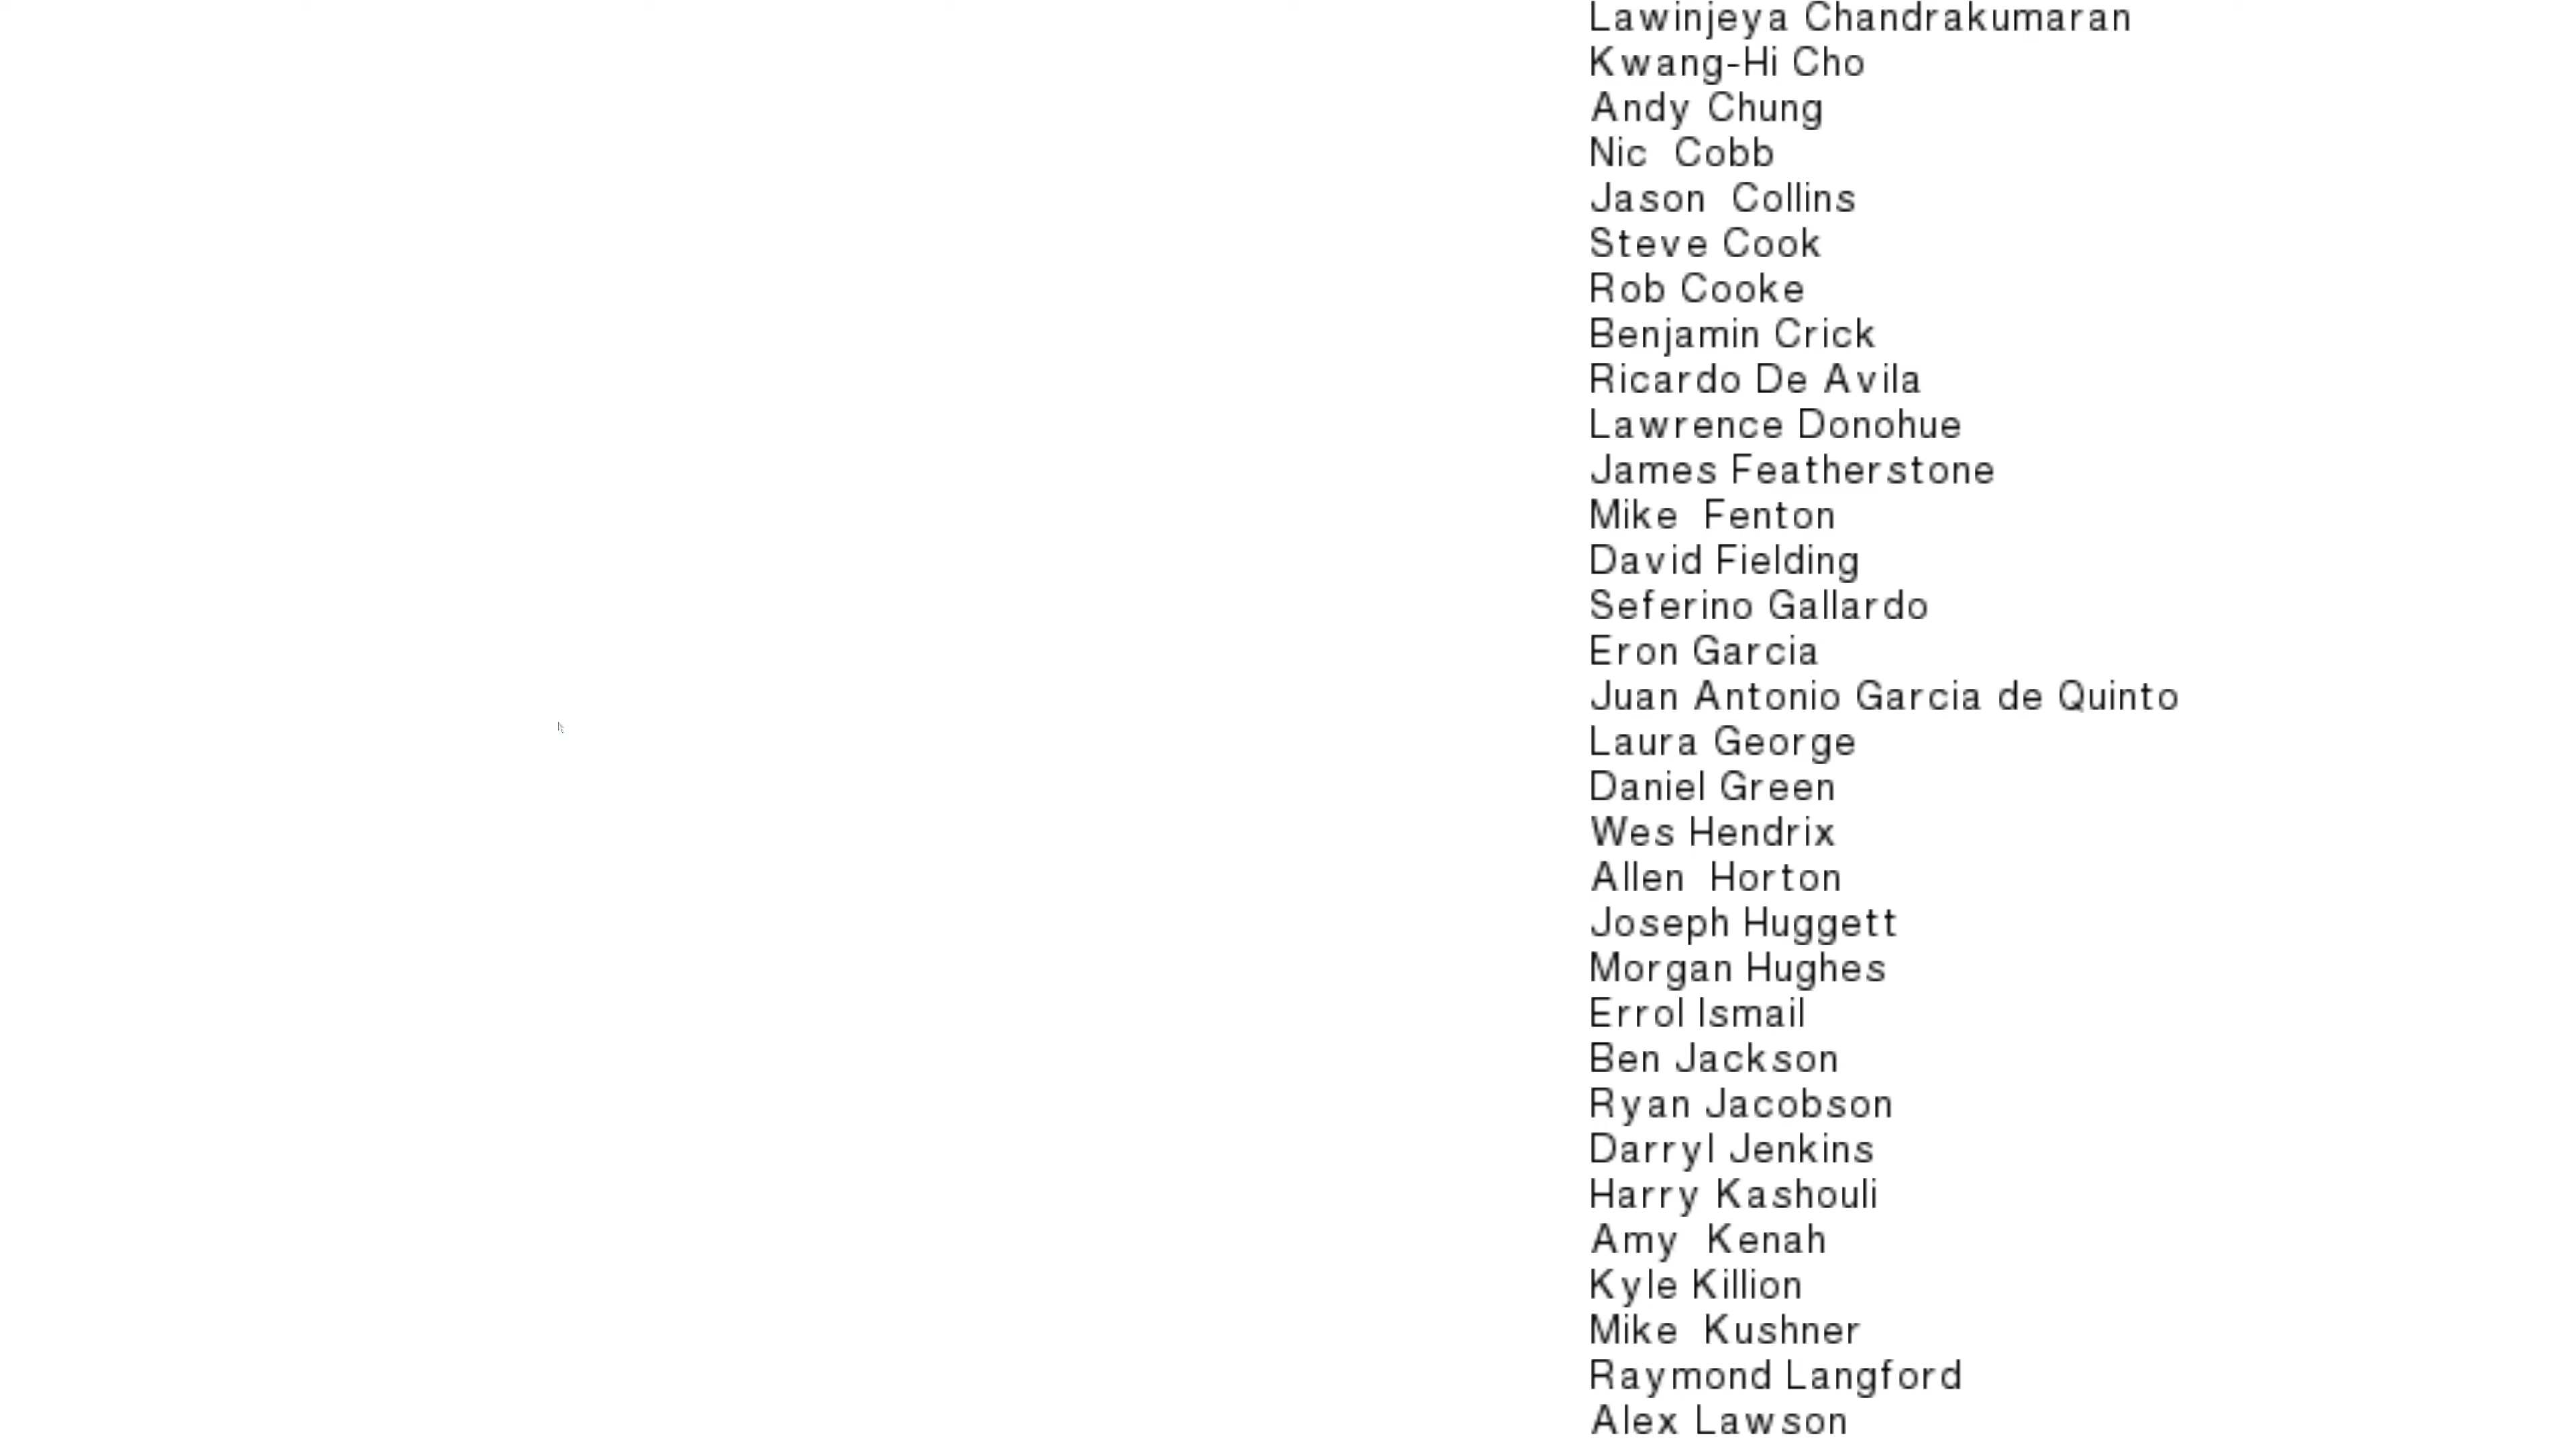 Lawinjeya Chandrakumaran
Kwang-Hi Cho
Andy Chung
Nic Cobb
Jason Collins
Steve Cook
Rob Cooke
Benjamin Crick
Ricardo De Avila
Lawrence Donohue
James Featherstone
Mike Fenton
David Fielding
Seferino Gallardo
Eron Garcia
Juan Antonio Garcia de Quinto
Laura George
Daniel Green
Wes Hendrix
Allen Horton
Joseph Huggett
Morgan Hughes
Errol Ismail
Ben Jackson
Ryan Jacobson
Darryl Jenkins
Harry Kashouli
Amy Kenah
Kyle Killion
Mike Kushner
Raymond Langford
Alex Lawson